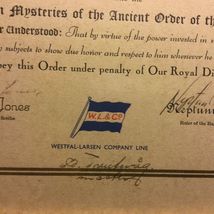 n Mysteries of the Ancient Order of th
r Understood: That by virtue of the power invested in
y subjects to show due honor and respect to him whenever he
bey this Order under penalty of Our Royal Di
Jones
Scribe
Neptun
Ruler of the R
W.L.&Co
WESTFAL-LARSEN COMPANY LINE